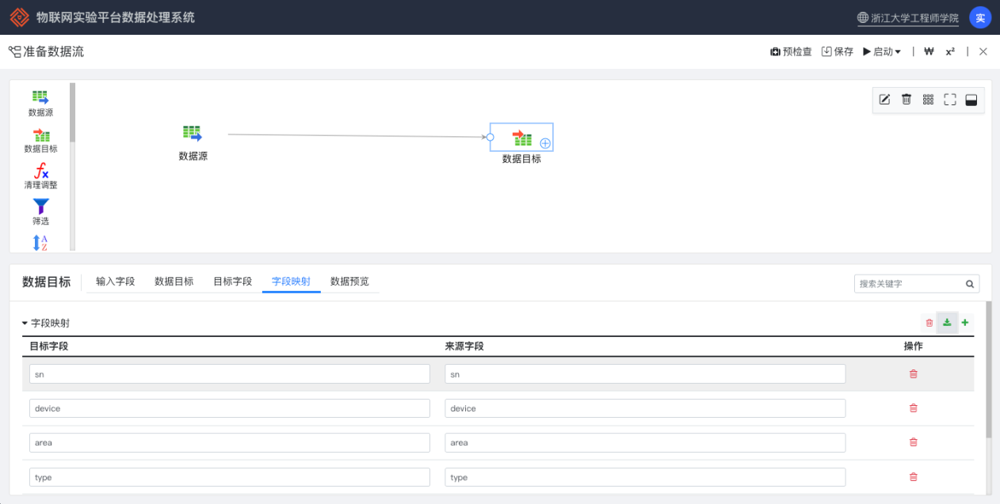 物联网实验平台数据处理系统
浙江大学工程师学院
实
准备数据流
预检查 保存 启动 | ₩ x² |
数据源
数据目标
清理调整
筛选
A
Z
数据源
数据目标
数据目标 输入字段 数据目标 目标字段 字段映射 数据预览
搜索关键字
字段映射
目标字段 来源字段 操作
sn sn
device device
area area
type type